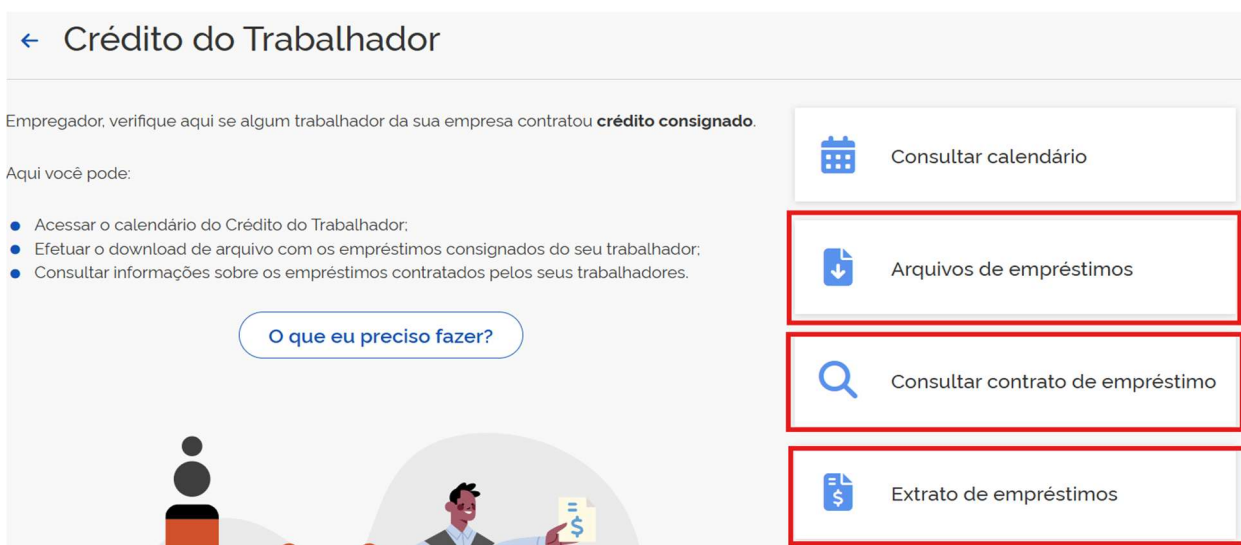 Crédito do Trabalhador
Empregador, verifique aqui se algum trabalhador da sua empresa contratou crédito consignado.
Aqui você pode:
Acessar o calendário do Crédito do Trabalhador;
Efetuar o download de arquivo com os empréstimos consignados do seu trabalhador;
Consultar informações sobre os empréstimos contratados pelos seus trabalhadores.
O que eu preciso fazer?
Consultar calendário
Arquivos de empréstimos
Consultar contrato de empréstimo
Extrato de empréstimos